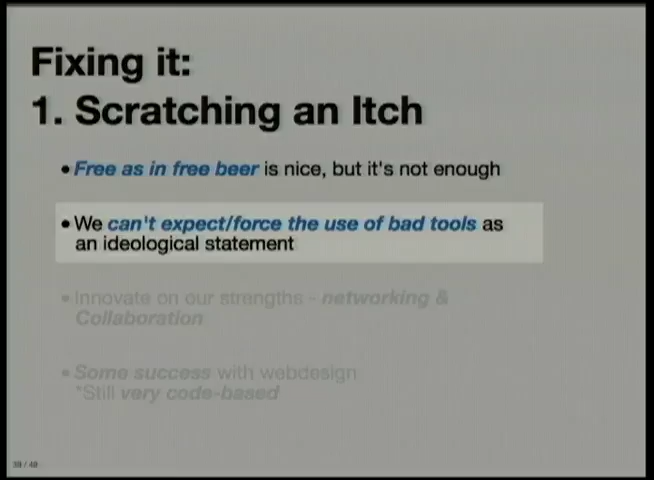 Fixing it:
1. Scratching an Itch
•Free as in free beer is nice, but it's not enough
•We can't expect/force the use of bad tools as
an ideological statement
•Innovate on our strengths - networking &
Collaboration
•Some success with webdesign
*Still very code-based